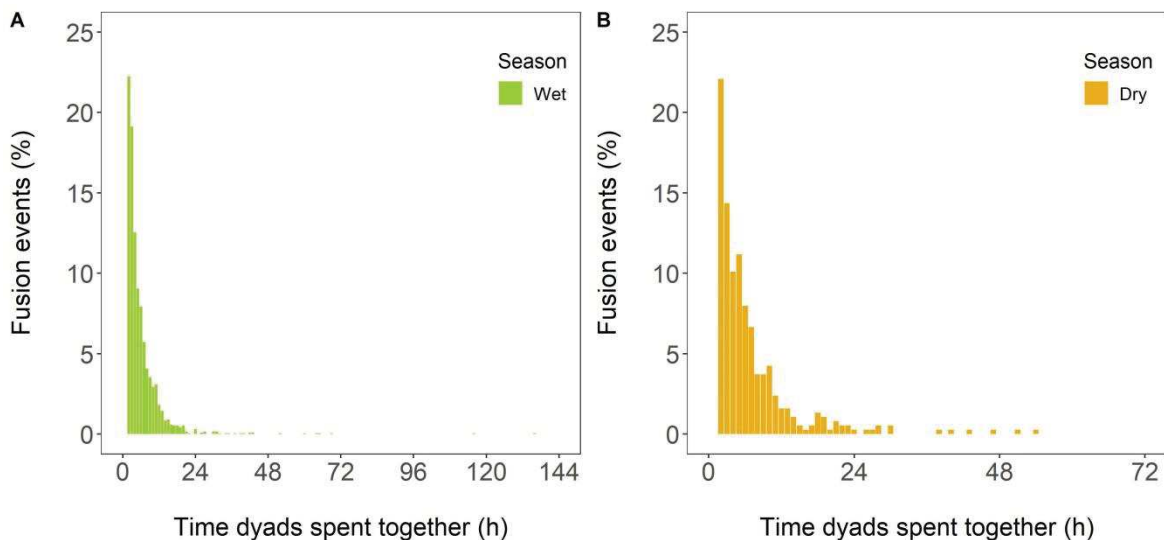 A
Fusion events (%)
25
20
15
10
5
0
Season
Wet
0 24 48 72 96 120 144
Time dyads spent together (h)
B
Fusion events (%)
25
20
15
10
5
0
Season
Dry
0 24 48 72
Time dyads spent together (h)